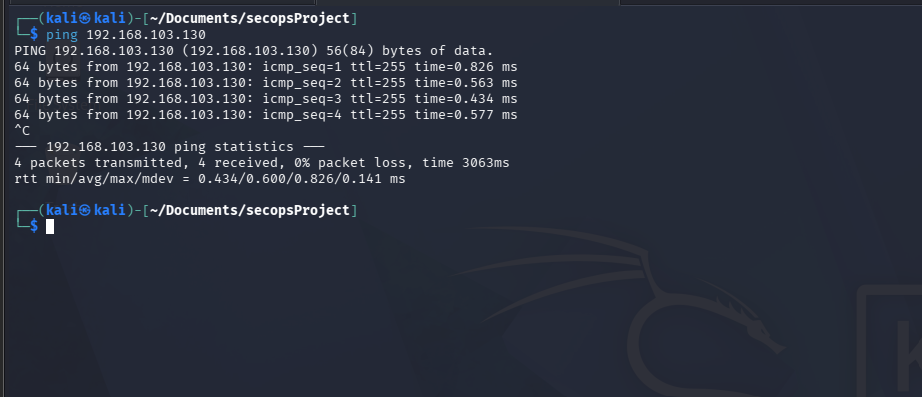 ┌──(kali㉿kali)-[~/Documents/secopsProject]
└─$ ping 192.168.103.130
PING 192.168.103.130 (192.168.103.130) 56(84) bytes of data.
64 bytes from 192.168.103.130: icmp_seq=1 ttl=255 time=0.826 ms
64 bytes from 192.168.103.130: icmp_seq=2 ttl=255 time=0.563 ms
64 bytes from 192.168.103.130: icmp_seq=3 ttl=255 time=0.434 ms
64 bytes from 192.168.103.130: icmp_seq=4 ttl=255 time=0.577 ms
^C
--- 192.168.103.130 ping statistics ---
4 packets transmitted, 4 received, 0% packet loss, time 3063ms
rtt min/avg/max/mdev = 0.434/0.600/0.826/0.141 ms
┌──(kali㉿kali)-[~/Documents/secopsProject]
└─$
K